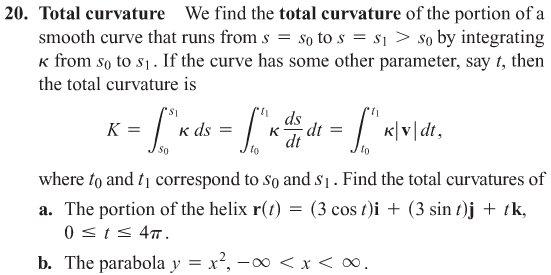 20. Total curvature We find the total curvature of the portion of a
smooth curve that runs from s = s₀ to s = s₁ > s₀ by integrating
κ from s₀ to s₁. If the curve has some other parameter, say t, then
the total curvature is
K = ∫_{s₀}^{s₁} κ ds = ∫_{t₀}^{t₁} κ ds/dt dt = ∫_{t₀}^{t₁} κ|v| dt,
where t₀ and t₁ correspond to s₀ and s₁. Find the total curvatures of
a. The portion of the helix r(t) = (3 cos t)i + (3 sin t)j + tk,
0 ≤ t ≤ 4π.
b. The parabola y = x², −∞ < x < ∞.